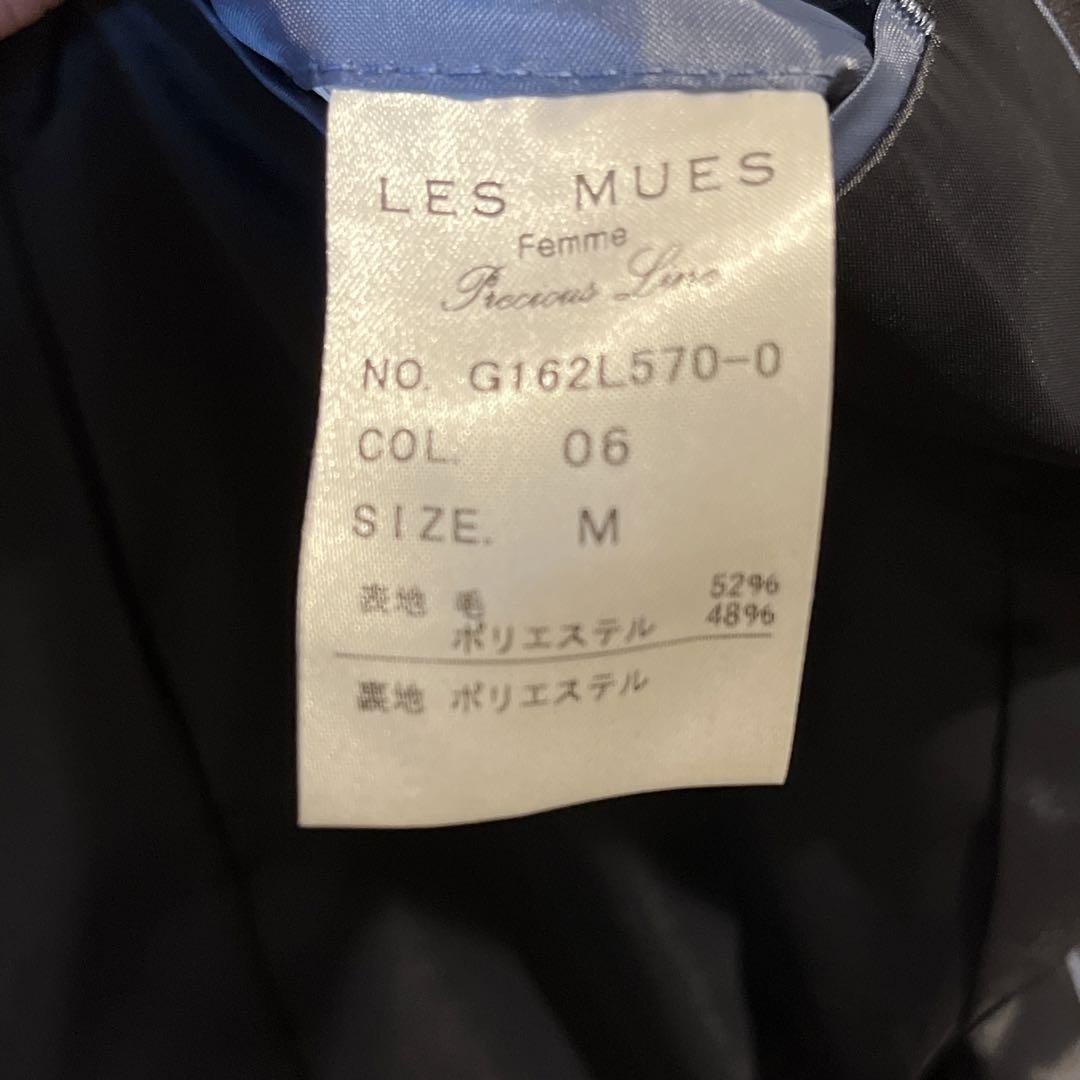 LES MUES
Femme
Precious Line
NO. G162L570-0
COL. 06
SIZE. M
表地 毛 52%
ポリエステル 48%
裏地 ポリエステル